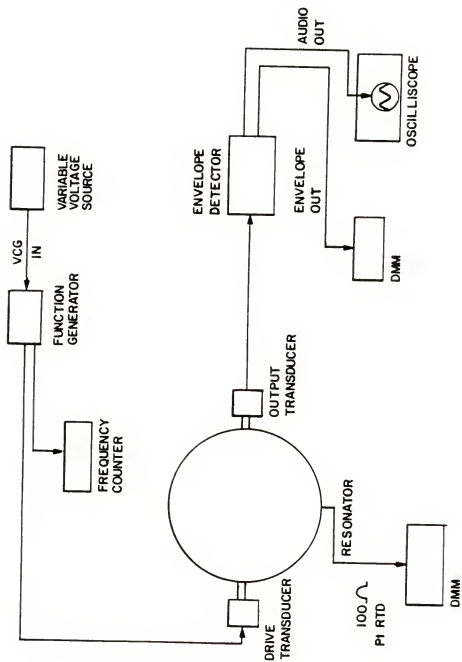 VARIABLE
VOLTAGE
SOURCE
VCG
IN
FUNCTION
GENERATOR
FREQUENCY
COUNTER
DRIVE
TRANSDUCER
RESONATOR
100Ω
Pt RTD
DMM
OUTPUT
TRANSDUCER
ENVELOPE
DETECTOR
ENVELOPE
OUT
DMM
AUDIO
OUT
OSCILLISCOPE